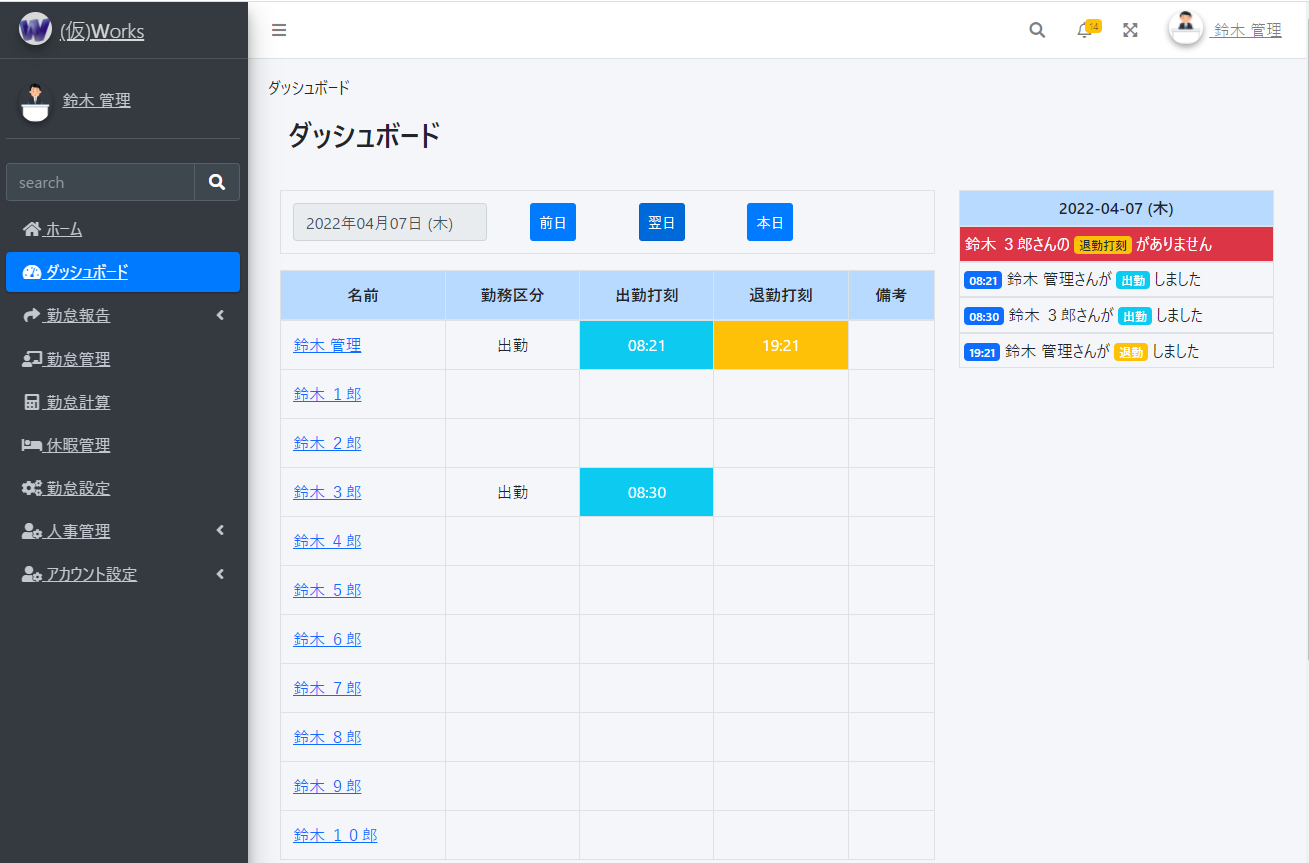 (仮)Works
鈴木 管理
search
ホーム
ダッシュボード
勤怠報告
勤怠管理
勤怠計算
休暇管理
勤怠設定
人事管理
アカウント設定
14
鈴木 管理
ダッシュボード
ダッシュボード
2022年04月07日 (木) 前日 翌日 本日
名前 勤務区分 出勤打刻 退勤打刻 備考
鈴木 管理 出勤 08:21 19:21
鈴木 １郎
鈴木 ２郎
鈴木 ３郎 出勤 08:30
鈴木 ４郎
鈴木 ５郎
鈴木 ６郎
鈴木 ７郎
鈴木 ８郎
鈴木 ９郎
鈴木 １０郎
2022-04-07 (木)
鈴木 ３郎さんの 退勤打刻 がありません
08:21 鈴木 管理さんが 出勤 しました
08:30 鈴木 ３郎さんが 出勤 しました
19:21 鈴木 管理さんが 退勤 しました